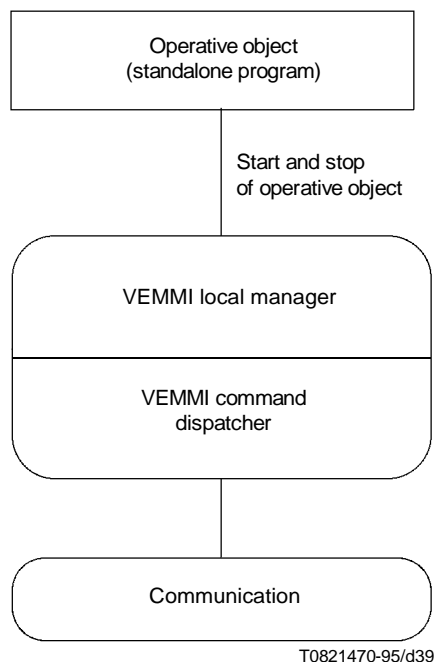 Operative object
(standalone program)
Start and stop
of operative object
VEMMI local manager
VEMMI command
dispatcher
Communication
T0821470-95/d39